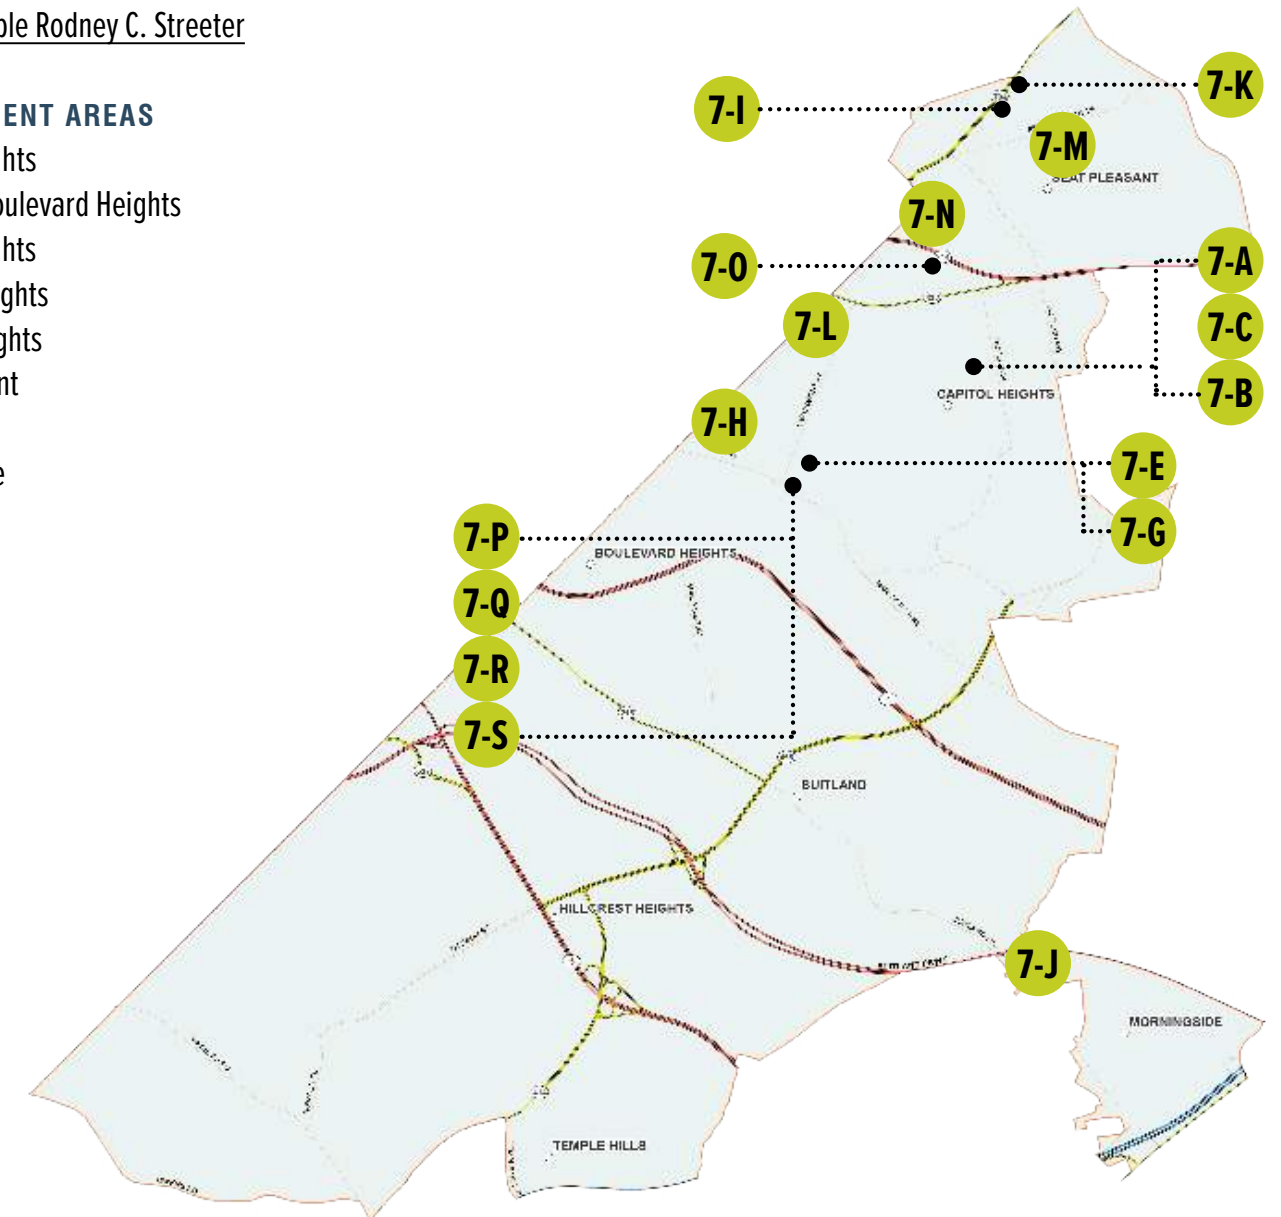 ble Rodney C. Streeter
ENT AREAS
hts
oulevard Heights
hts
ights
ghts
nt
e
7-K
7-I
7-M
SEAT PLEASANT
7-N
7-O
7-A
7-L
7-C
7-B
CAPITOL HEIGHTS
7-H
7-E
7-G
7-P
BOULEVARD HEIGHTS
7-Q
7-R
7-S
SUITLAND
HILLCREST HEIGHTS
7-J
MORNINGSIDE
TEMPLE HILLS